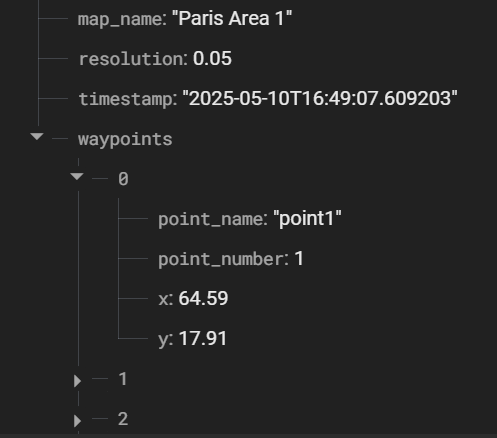 map_name: "Paris Area 1"
resolution: 0.05
timestamp: "2025-05-10T16:49:07.609203"
waypoints
0
point_name: "point1"
point_number: 1
x: 64.59
y: 17.91
1
2